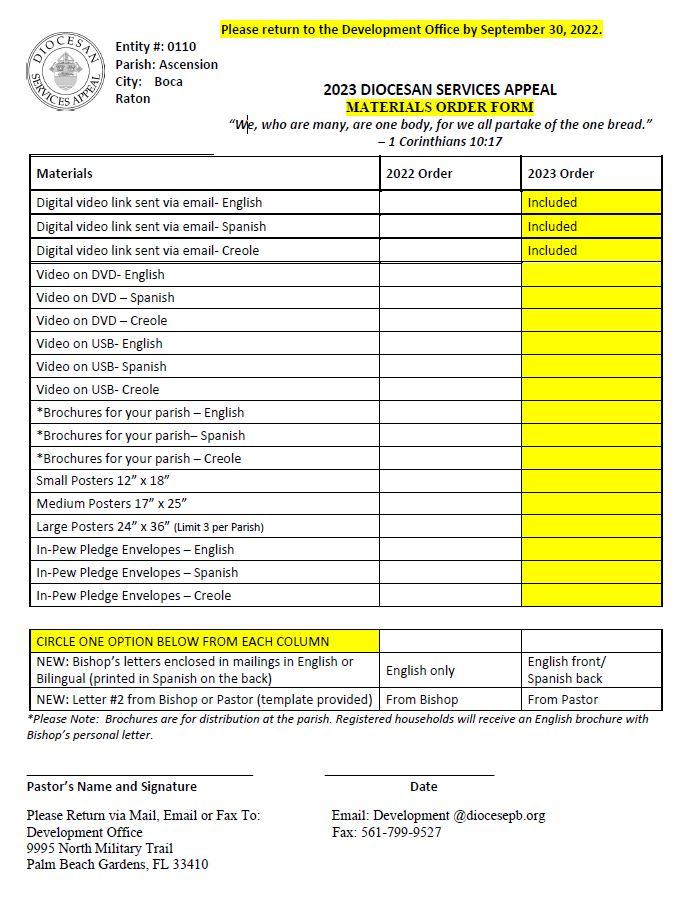 Please return to the Development Office by September 30, 2022.
DIOCESAN
SERVICES APPEAL
Entity #: 0110
Parish: Ascension
City: Boca
Raton
2023 DIOCESAN SERVICES APPEAL
MATERIALS ORDER FORM
“We, who are many, are one body, for we all partake of the one bread.”
– 1 Corinthians 10:17
Materials 2022 Order 2023 Order
Digital video link sent via email- English Included
Digital video link sent via email- Spanish Included
Digital video link sent via email- Creole Included
Video on DVD- English
Video on DVD – Spanish
Video on DVD – Creole
Video on USB- English
Video on USB- Spanish
Video on USB- Creole
*Brochures for your parish – English
*Brochures for your parish– Spanish
*Brochures for your parish – Creole
Small Posters 12” x 18”
Medium Posters 17” x 25”
Large Posters 24” x 36” (Limit 3 per Parish)
In-Pew Pledge Envelopes – English
In-Pew Pledge Envelopes – Spanish
In-Pew Pledge Envelopes – Creole
CIRCLE ONE OPTION BELOW FROM EACH COLUMN
NEW: Bishop’s letters enclosed in mailings in English or
Bilingual (printed in Spanish on the back)
English only
English front/
Spanish back
NEW: Letter #2 from Bishop or Pastor (template provided) From Bishop From Pastor
*Please Note: Brochures are for distribution at the parish. Registered households will receive an English brochure with
Bishop’s personal letter.
Pastor’s Name and Signature Date
Please Return via Mail, Email or Fax To:
Development Office
9995 North Military Trail
Palm Beach Gardens, FL 33410
Email: Development @diocesepb.org
Fax: 561-799-9527